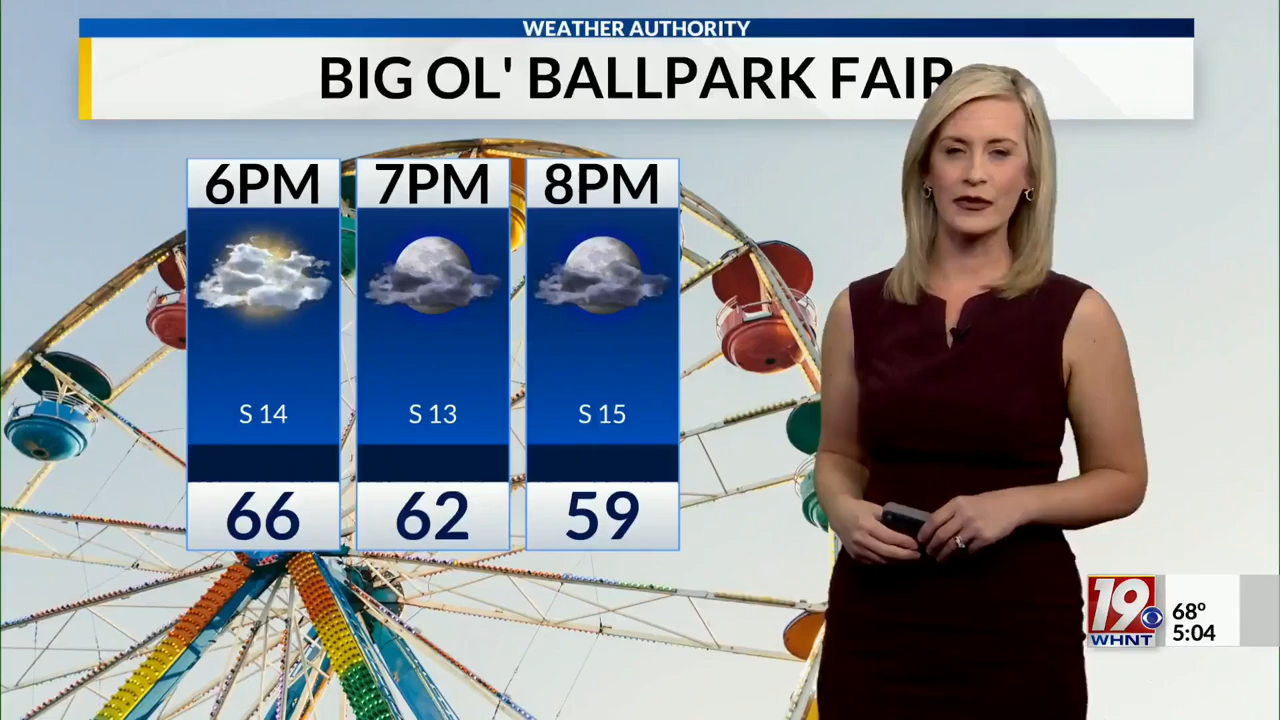 WEATHER AUTHORITY
BIG OL' BALLPARK FAIR
6PM 7PM 8PM
S 14 S 13 S 15
66 62 59
19
WHNT
68°
5:04